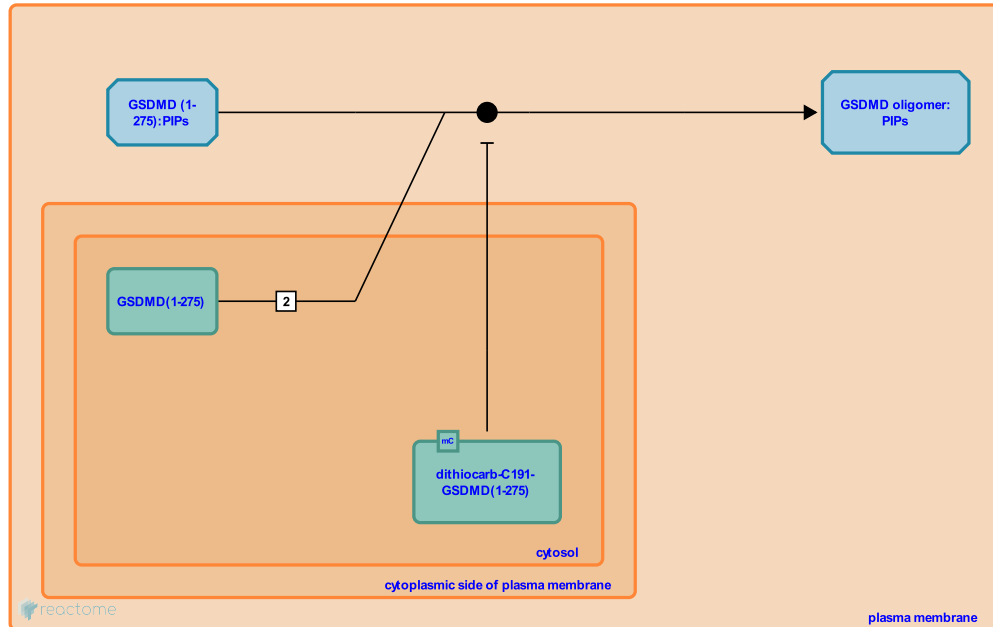 GSDMD (1-
275):PIPs
GSDMD oligomer:
PIPs
GSDMD(1-275)
2
mC
dithiocarb-C191-
GSDMD(1-275)
cytosol
cytoplasmic side of plasma membrane
reactome
plasma membrane